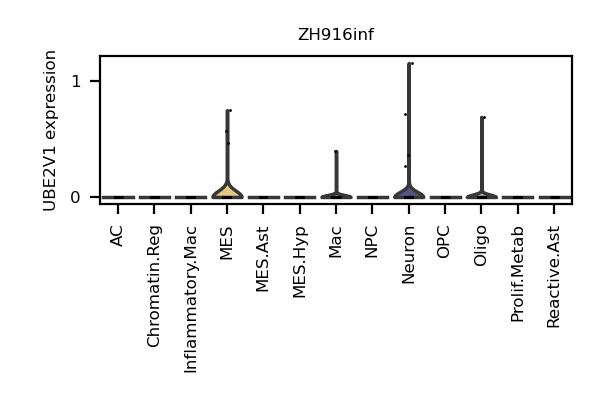 ZH916inf
UBE2V1 expression
1
0
AC
Chromatin.Reg
Inflammatory.Mac
MES
MES.Ast
MES.Hyp
Mac
NPC
Neuron
OPC
Oligo
Prolif.Metab
Reactive.Ast